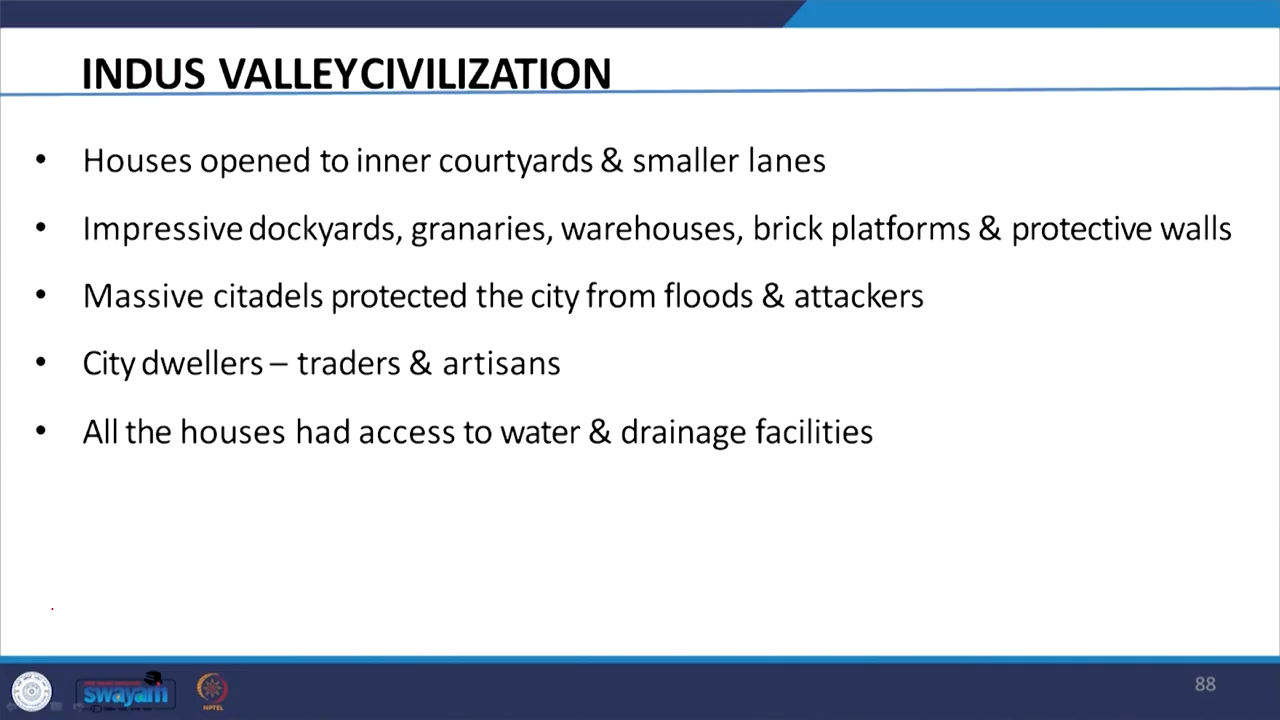 INDUS VALLEYCIVILIZATION
• Houses opened to inner courtyards & smaller lanes
• Impressive dockyards, granaries, warehouses, brick platforms & protective walls
• Massive citadels protected the city from floods & attackers
• City dwellers – traders & artisans
• All the houses had access to water & drainage facilities
swayam
NPTEL
88